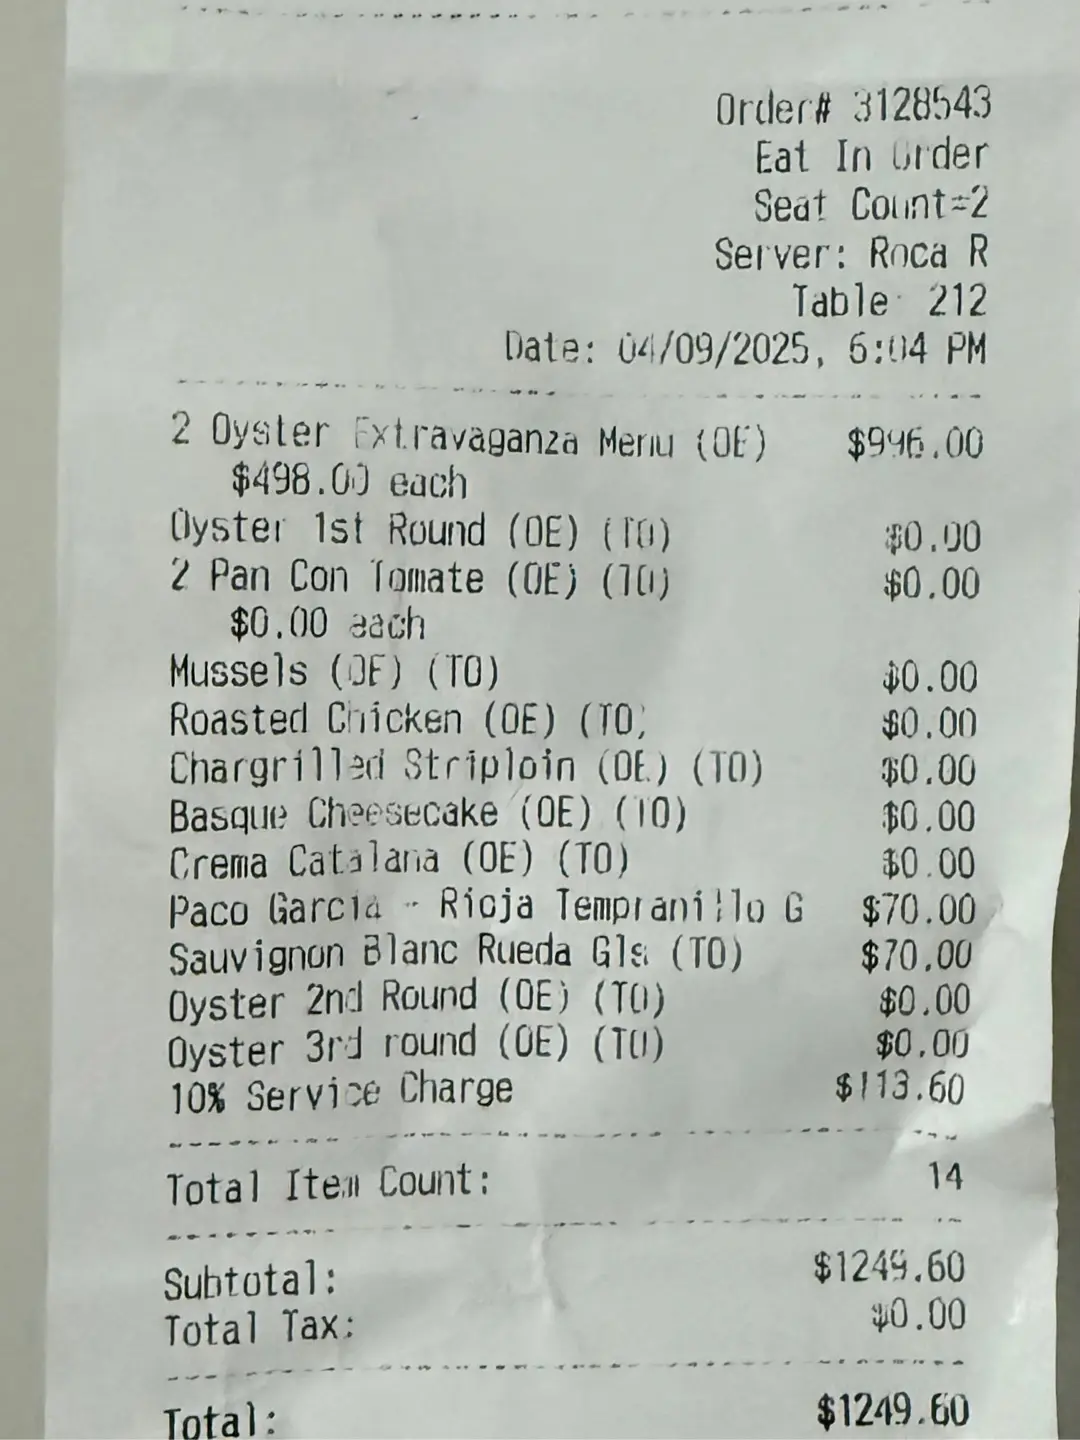 Order# 3128543
Eat In Order
Seat Count=2
Server: Roca R
Table: 212
Date: 04/09/2025, 6:04 PM
2 Oyster Extravaganza Menu (OE) $996.00
$498.00 each
Oyster 1st Round (OE) (TO) $0.00
2 Pan Con Tomate (OE) (TO) $0.00
$0.00 each
Mussels (OE) (TO) $0.00
Roasted Chicken (OE) (TO) $0.00
Chargrilled Striploin (OE) (TO) $0.00
Basque Cheesecake (OE) (TO) $0.00
Crema Catalana (OE) (TO) $0.00
Paco Garcia - Rioja Tempranillo G $70.00
Sauvignon Blanc Rueda Gls (TO) $70.00
Oyster 2nd Round (OE) (TO) $0.00
Oyster 3rd round (OE) (TO) $0.00
10% Service Charge $113.60
Total Item Count: 14
Subtotal: $1249.60
Total Tax: $0.00
Total: $1249.60